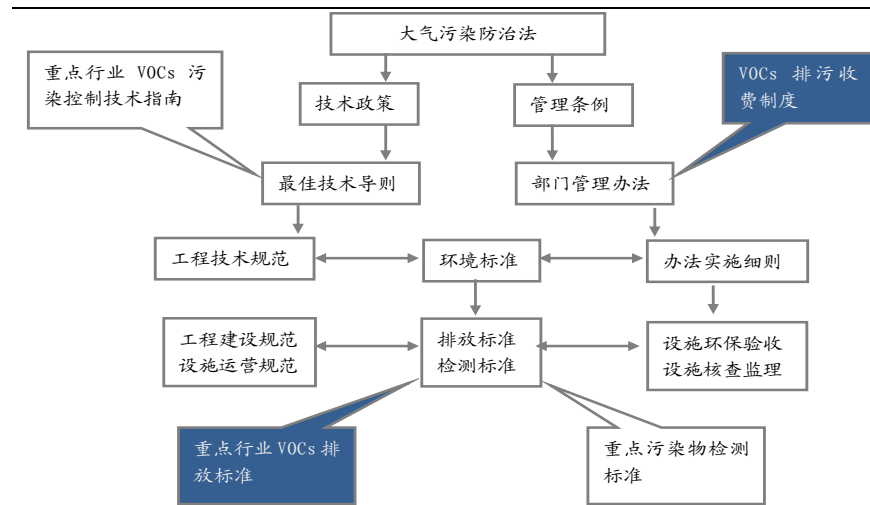 大气污染防治法
重点行业 VOCs 污
染控制技术指南
VOCs 排污收
费制度
技术政策
管理条例
最佳技术导则
部门管理办法
工程技术规范
环境标准
办法实施细则
工程建设规范
设施运营规范
排放标准
检测标准
设施环保验收
设施核查监理
重点行业VOCs排
放标准
重点污染物检测
标准